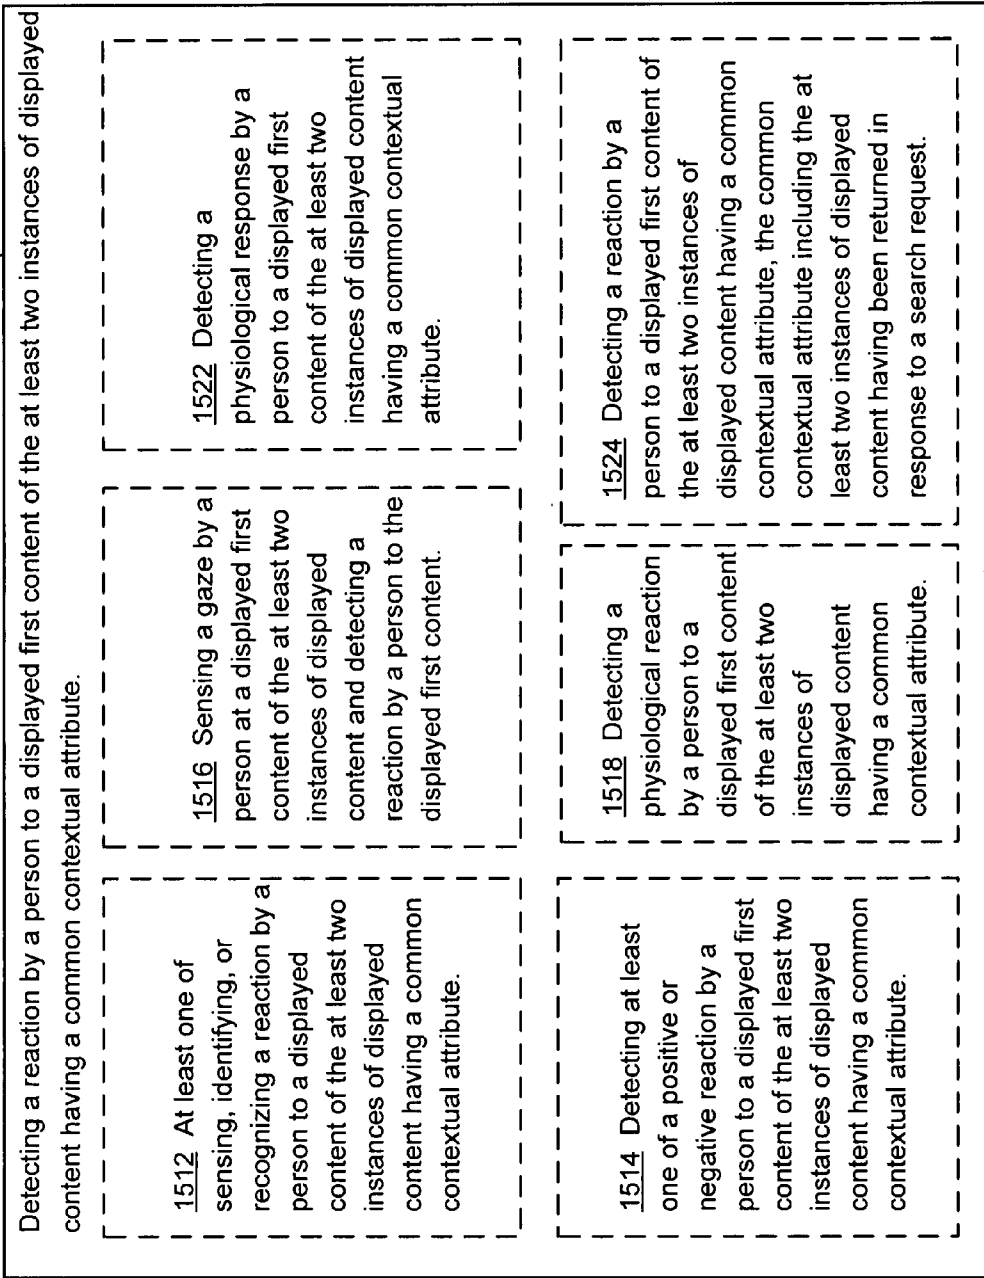 Detecting a reaction by a person to a displayed first content of the at least two instances of displayed
content having a common contextual attribute.
1512 At least one of
sensing, identifying, or
recognizing a reaction by a
person to a displayed
content of the at least two
instances of displayed
content having a common
contextual attribute.
1516 Sensing a gaze by a
person at a displayed first
content of the at least two
instances of displayed
content and detecting a
reaction by a person to the
displayed first content.
1522 Detecting a
physiological response by a
person to a displayed first
content of the at least two
instances of displayed content
having a common contextual
attribute.
1514 Detecting at least
one of a positive or
negative reaction by a
person to a displayed first
content of the at least two
instances of displayed
content having a common
contextual attribute.
1518 Detecting a
physiological reaction
by a person to a
displayed first content
of the at least two
instances of
displayed content
having a common
contextual attribute.
1524 Detecting a reaction by a
person to a displayed first content of
the at least two instances of
displayed content having a common
contextual attribute, the common
contextual attribute including the at
least two instances of displayed
content having been returned in
response to a search request.